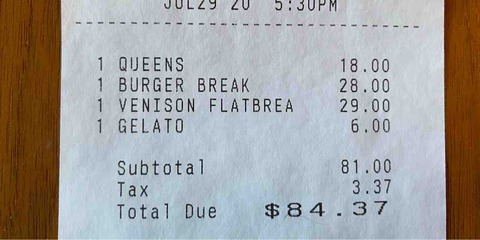 JUL29'20 5:30PM
1 QUEENS 18.00
1 BURGER BREAK 28.00
1 VENISON FLATBREA 29.00
1 GELATO 6.00
Subtotal 81.00
Tax 3.37
Total Due $84.37